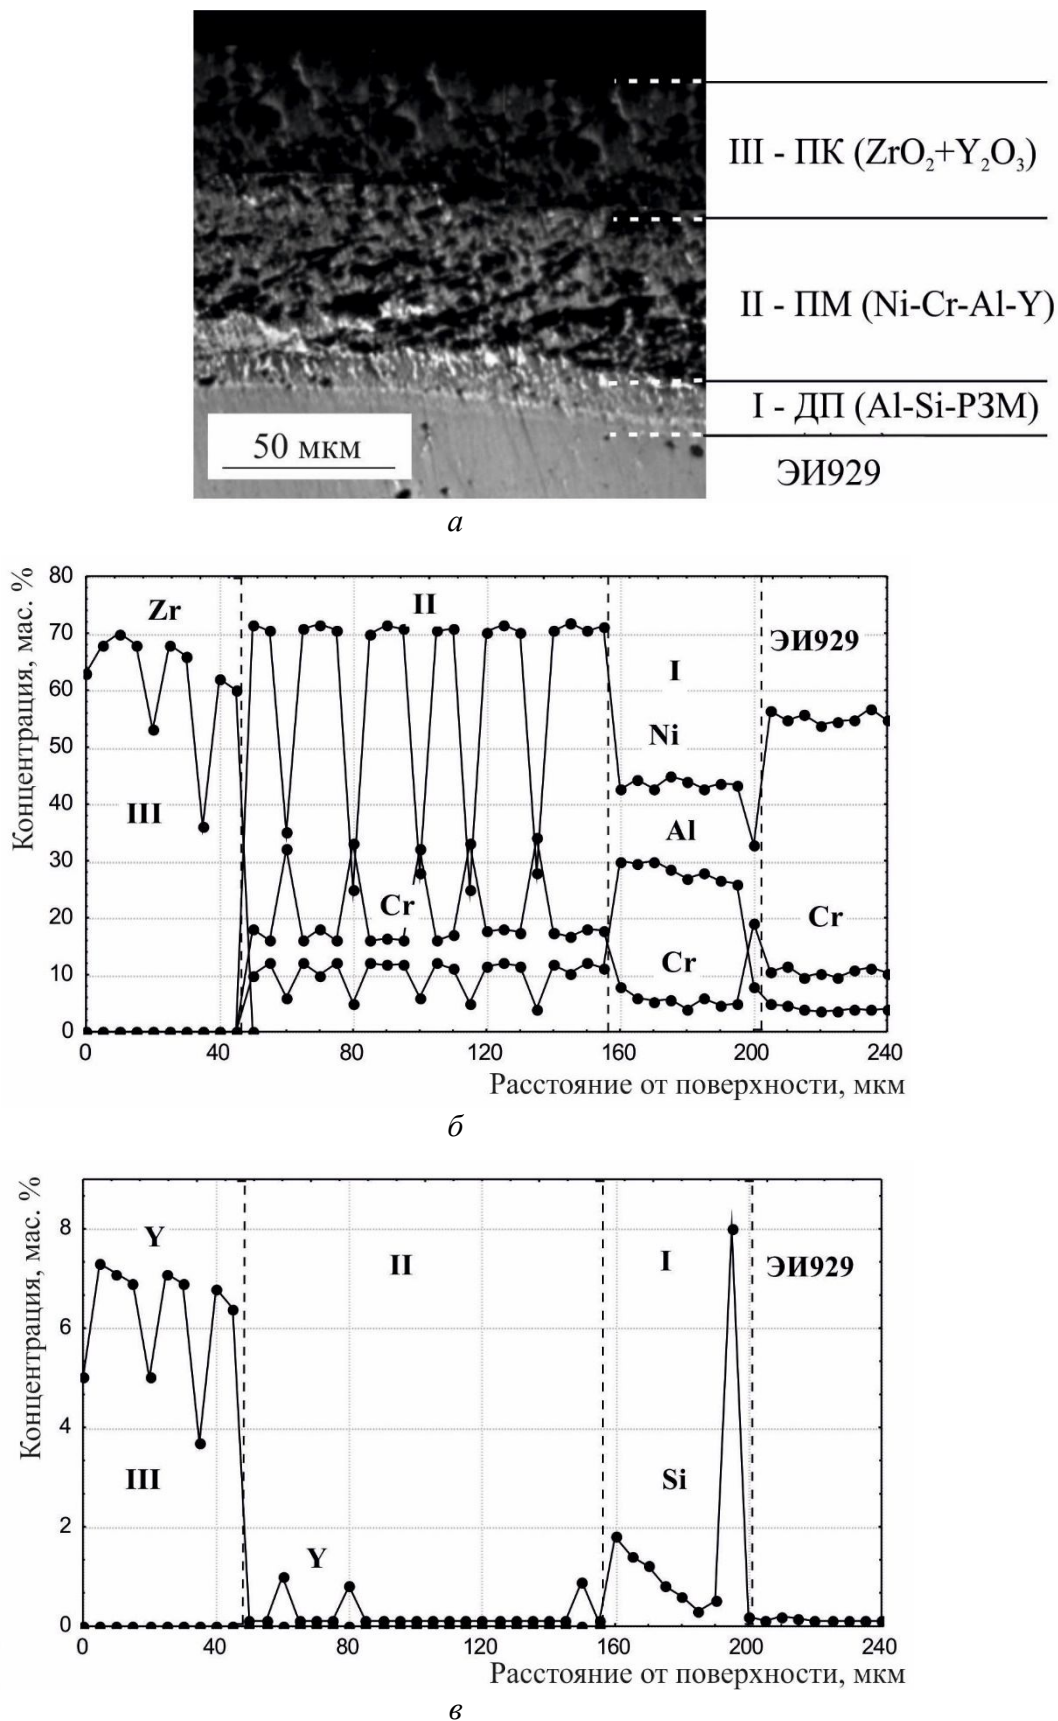 III - ПК (ZrO₂+Y₂O₃)
II - ПМ (Ni-Cr-Al-Y)
I - ДП (Al-Si-РЗМ)
50 мкм
ЭИ929
а
Концентрация, мас. %
80
70
60
50
40
30
20
10
0
Zr
II
ЭИ929
I
Ni
III
Al
Cr
Cr
Cr
0
40
80
120
160
200
240
Расстояние от поверхности, мкм
б
Концентрация, мас. %
8
6
4
2
0
Y
II
I
ЭИ929
III
Si
Y
0
40
80
120
160
200
240
Расстояние от поверхности, мкм
в